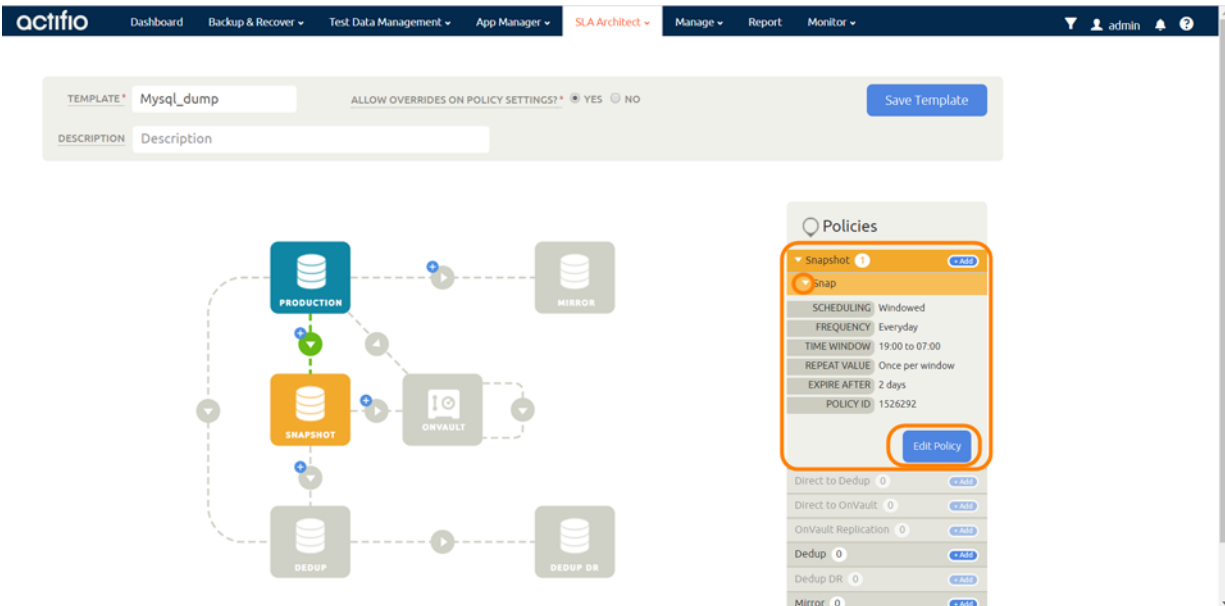 actifio Dashboard Backup & Recover Test Data Management App Manager SLA Architect Manage Report Monitor admin ?
TEMPLATE* Mysql_dump ALLOW OVERRIDES ON POLICY SETTINGS?* YES NO Save Template
DESCRIPTION Description
Policies
PRODUCTION
MIRROR
SNAPSHOT
ONVAULT
DEDUP
DEDUP DR
Snapshot 1 +Add
Snap
SCHEDULING Windowed
FREQUENCY Everyday
TIME WINDOW 19:00 to 07:00
REPEAT VALUE Once per window
EXPIRE AFTER 2 days
POLICY ID 1526292
Edit Policy
Direct to Dedup 0 +Add
Direct to OnVault 0 +Add
OnVault Replication 0 +Add
Dedup 0 +Add
Dedup DR 0 +Add
Mirror 0 +Add